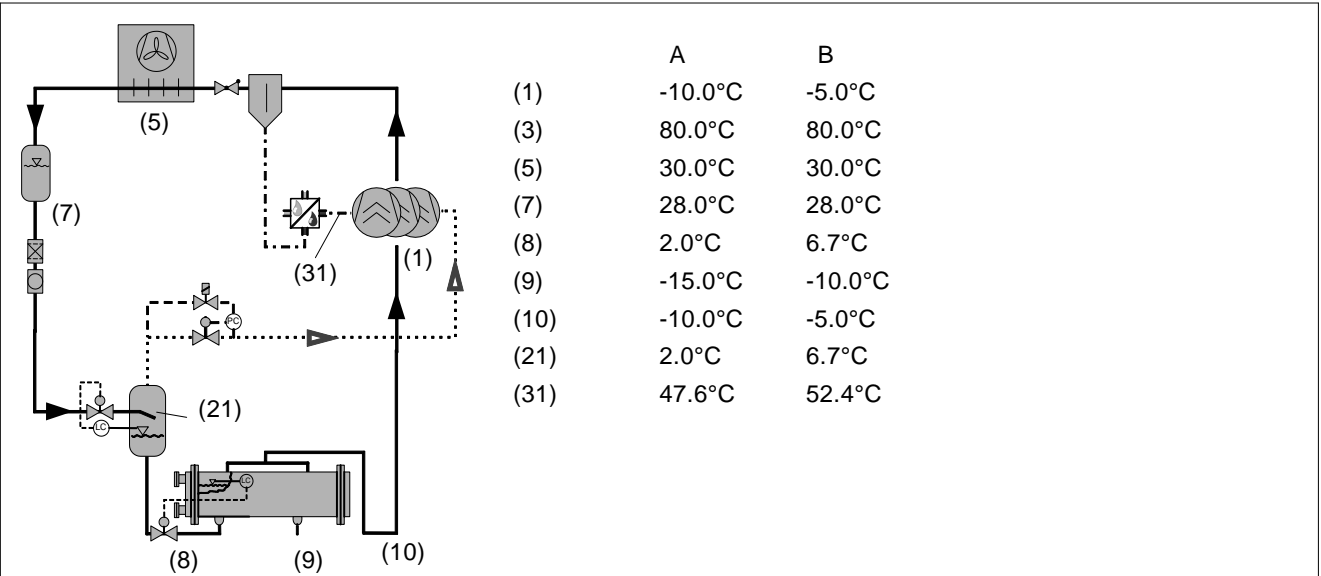 (5)
(7)
(31)
(1)
PC
(21)
LC
LC
(8)
(9)
(10)
A B
(1) -10.0°C -5.0°C
(3) 80.0°C 80.0°C
(5) 30.0°C 30.0°C
(7) 28.0°C 28.0°C
(8) 2.0°C 6.7°C
(9) -15.0°C -10.0°C
(10) -10.0°C -5.0°C
(21) 2.0°C 6.7°C
(31) 47.6°C 52.4°C